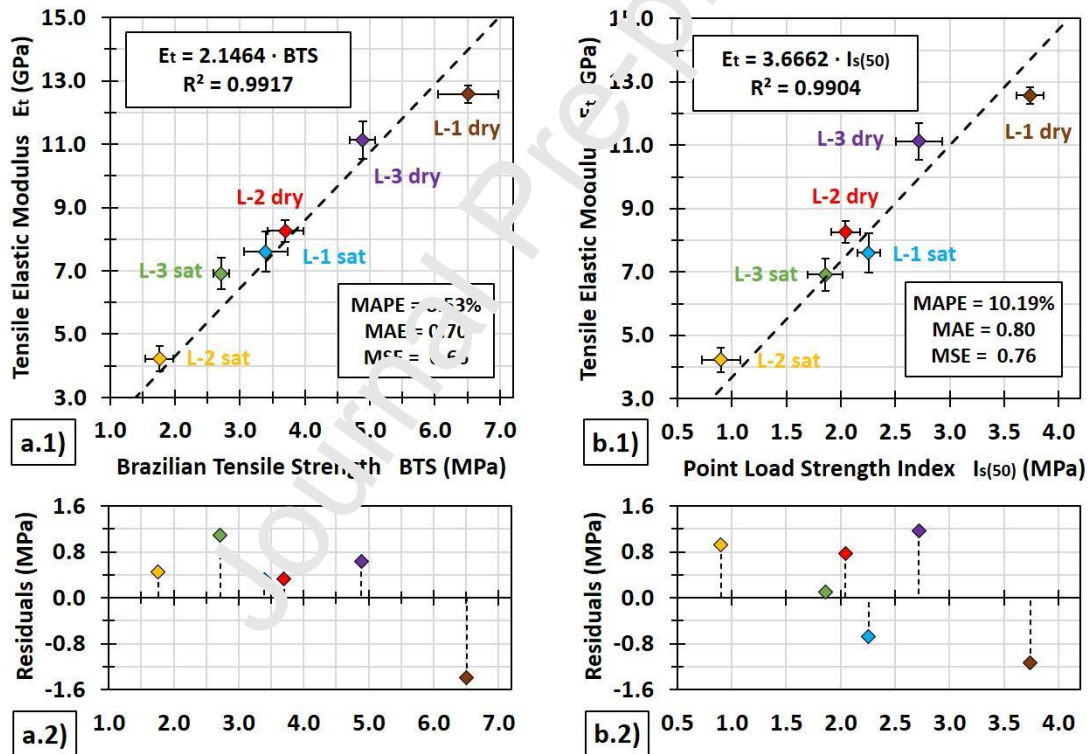 15.0
13.0
11.0
9.0
7.0
5.0
3.0
Tensile Elastic Modulus Et (GPa)
Et = 2.1464 · BTS
R² = 0.9917
L-1 dry
L-3 dry
L-2 dry
L-1 sat
L-3 sat
L-2 sat
MAPE =
MAE =
MSE =
a.1)
1.0 2.0 3.0 4.0 5.0 6.0 7.0
Brazilian Tensile Strength BTS (MPa)
15.0
13.0
11.0
9.0
7.0
5.0
3.0
Tensile Elastic GPa)
Et = 3.6662 · Is(50)
R² = 0.9904
L-1 dry
L-3 dry
L-2 dry
L-1 sat
L-3 sat
L-2 sat
MAPE = 10.19%
MAE = 0.80
MSE = 0.76
b.1)
0.5 1.0 1.5 2.0 2.5 3.0 3.5 4.0
Point Load Strength Index Is(50) (MPa)
1.6
0.8
0.0
-0.8
-1.6
Residuals (MPa)
a.2)
1.0 2.0 3.0 4.0 5.0 6.0 7.0
1.6
0.8
0.0
-0.8
-1.6
Residuals (MPa)
b.2)
0.5 1.0 1.5 2.0 2.5 3.0 3.5 4.0
Journal Pre-p